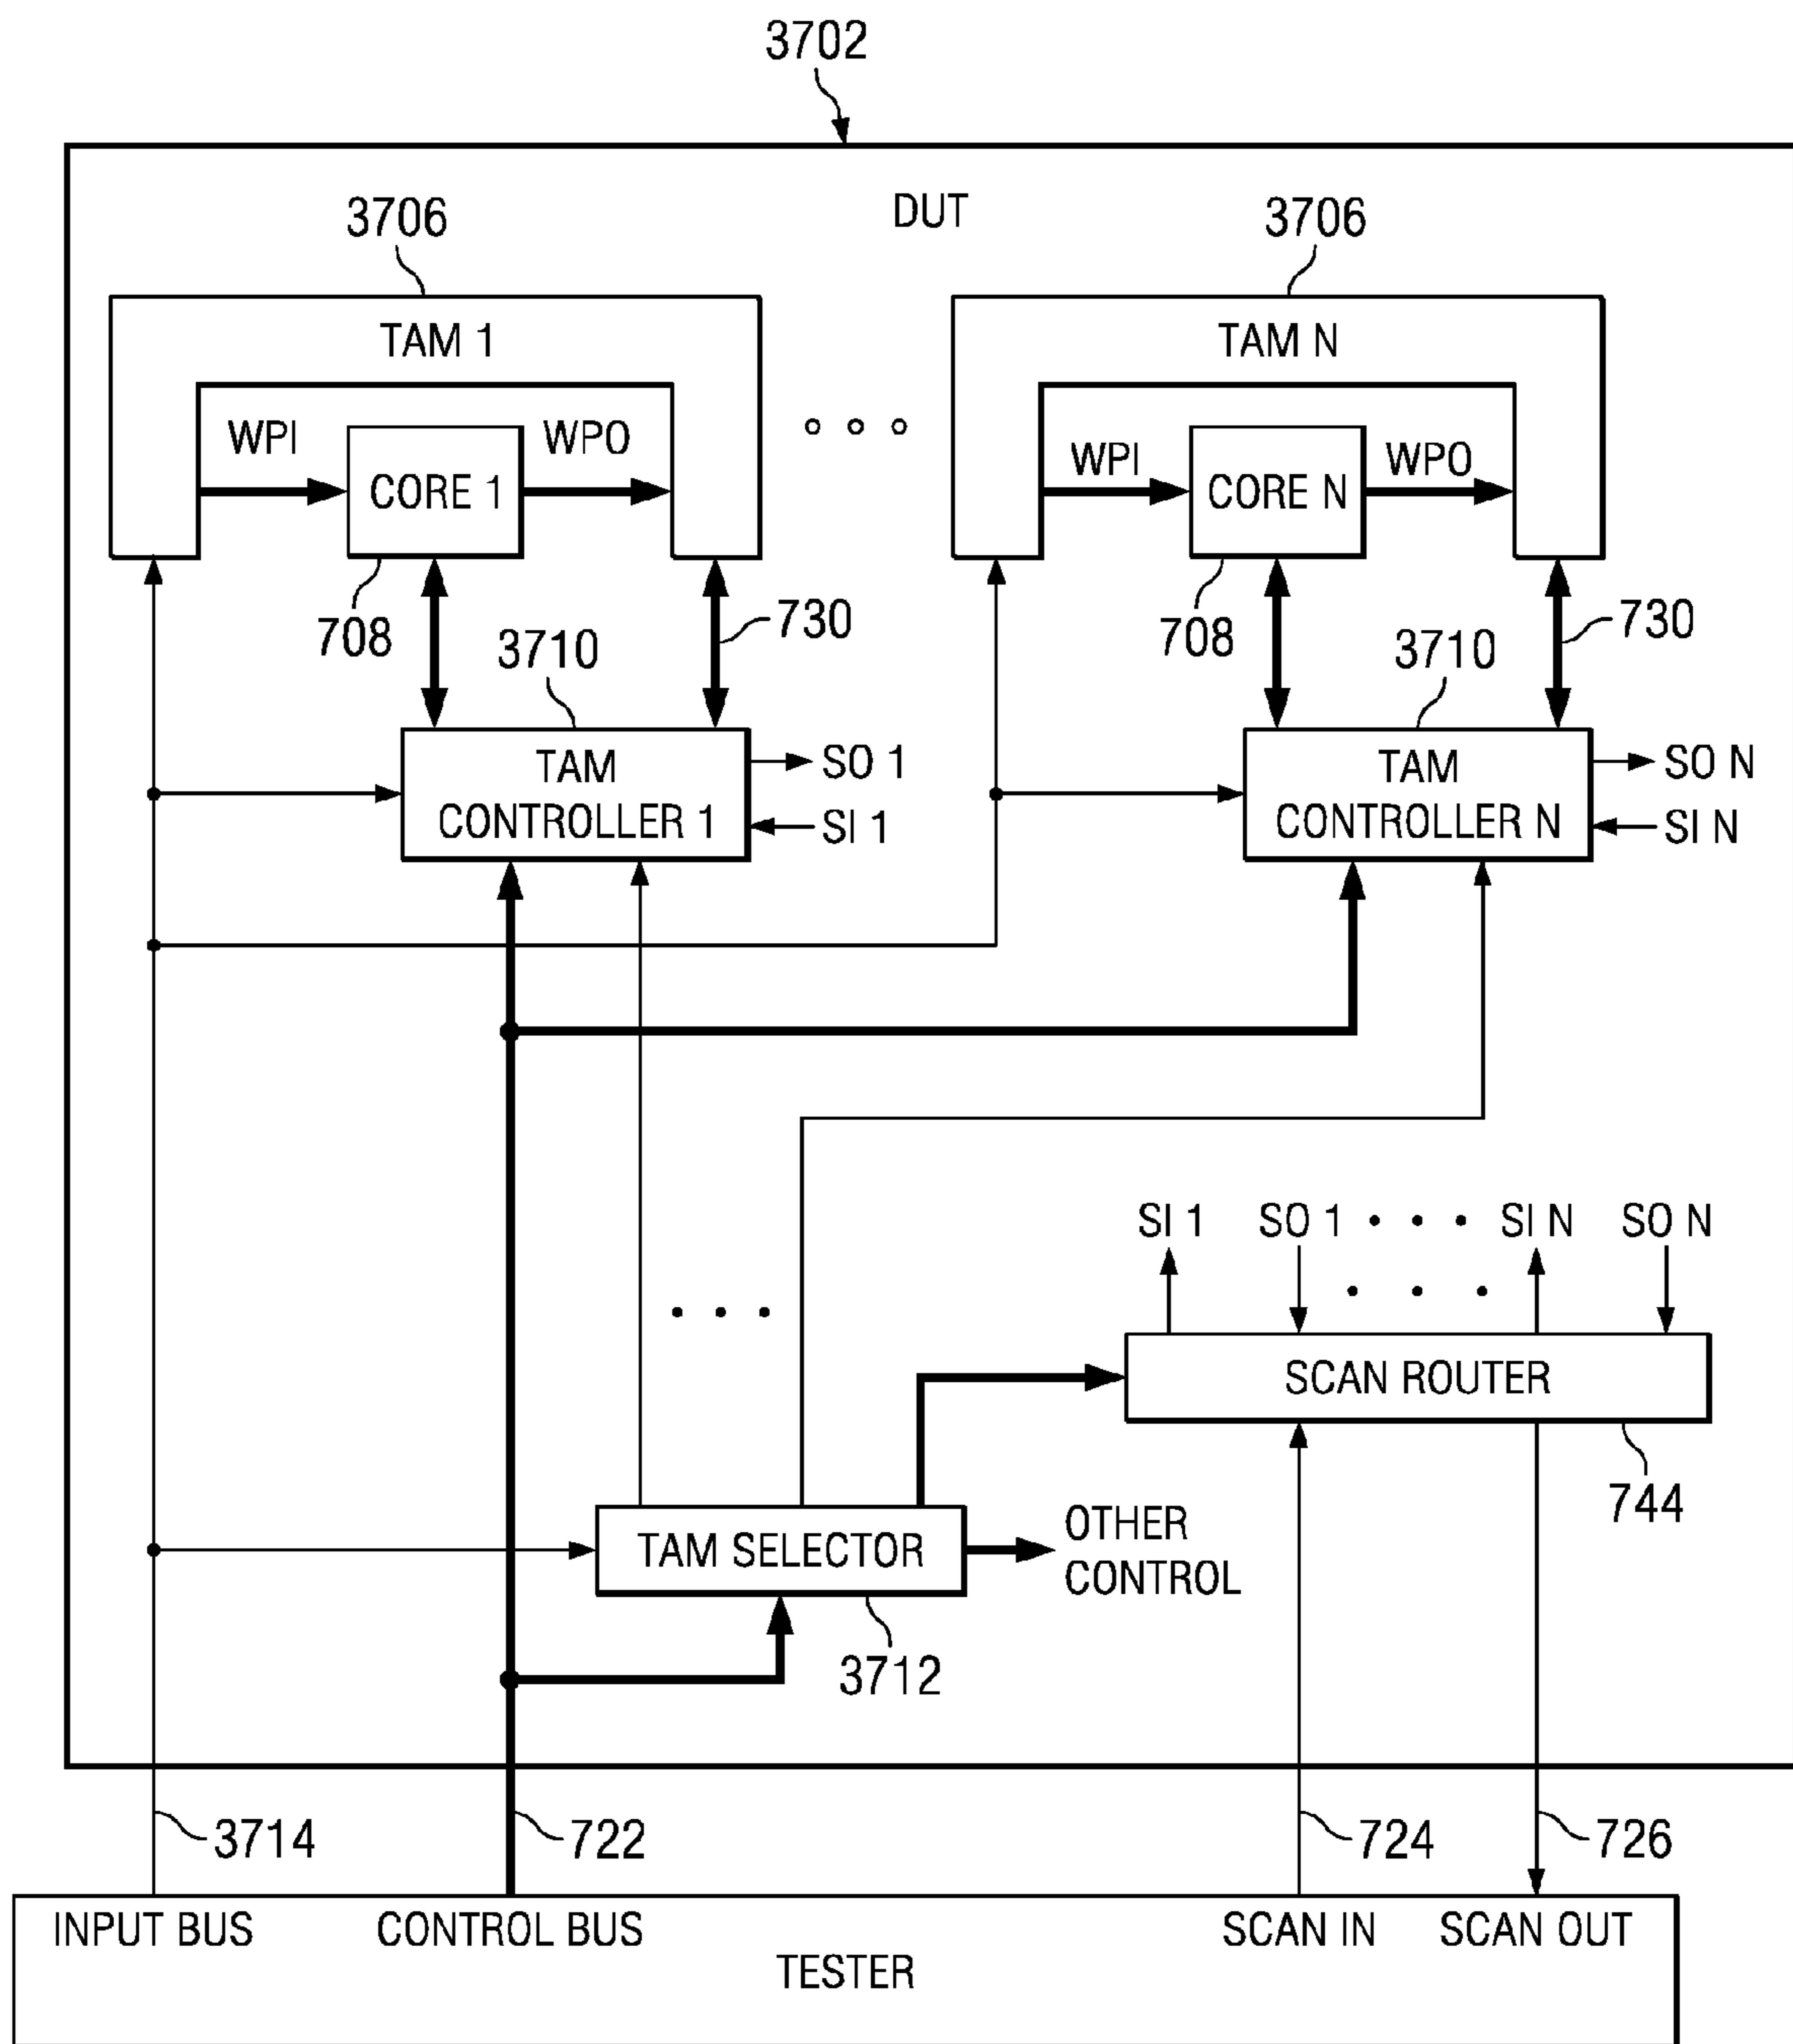 3702
DUT
3706
3706
TAM 1
TAM N
WPI
WPO
WPI
WPO
CORE 1
CORE N
708
730
708
730
3710
3710
TAM
CONTROLLER 1
SO 1
SI 1
TAM
CONTROLLER N
SO N
SI N
SI 1
SO 1
SI N
SO N
SCAN ROUTER
744
TAM SELECTOR
OTHER
CONTROL
3712
3714
722
724
726
INPUT BUS
CONTROL BUS
SCAN IN
SCAN OUT
TESTER